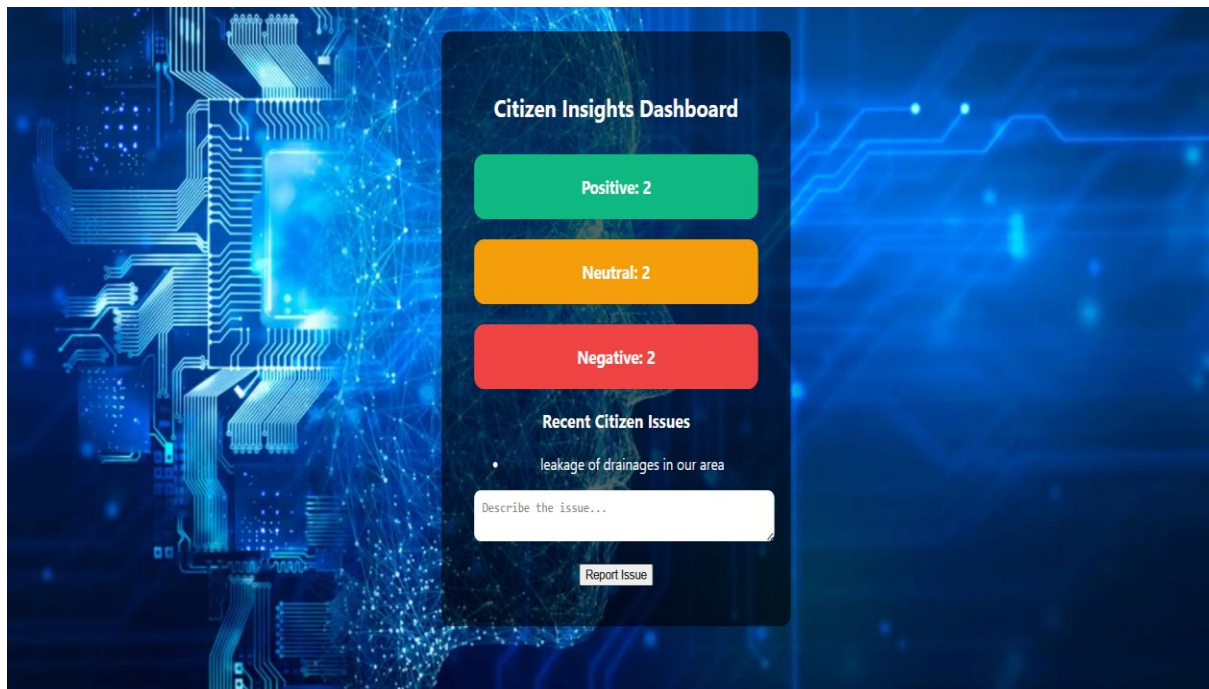 Citizen Insights Dashboard
Positive: 2
Neutral: 2
Negative: 2
Recent Citizen Issues
• leakage of drainages in our area
Describe the issue...
Report Issue